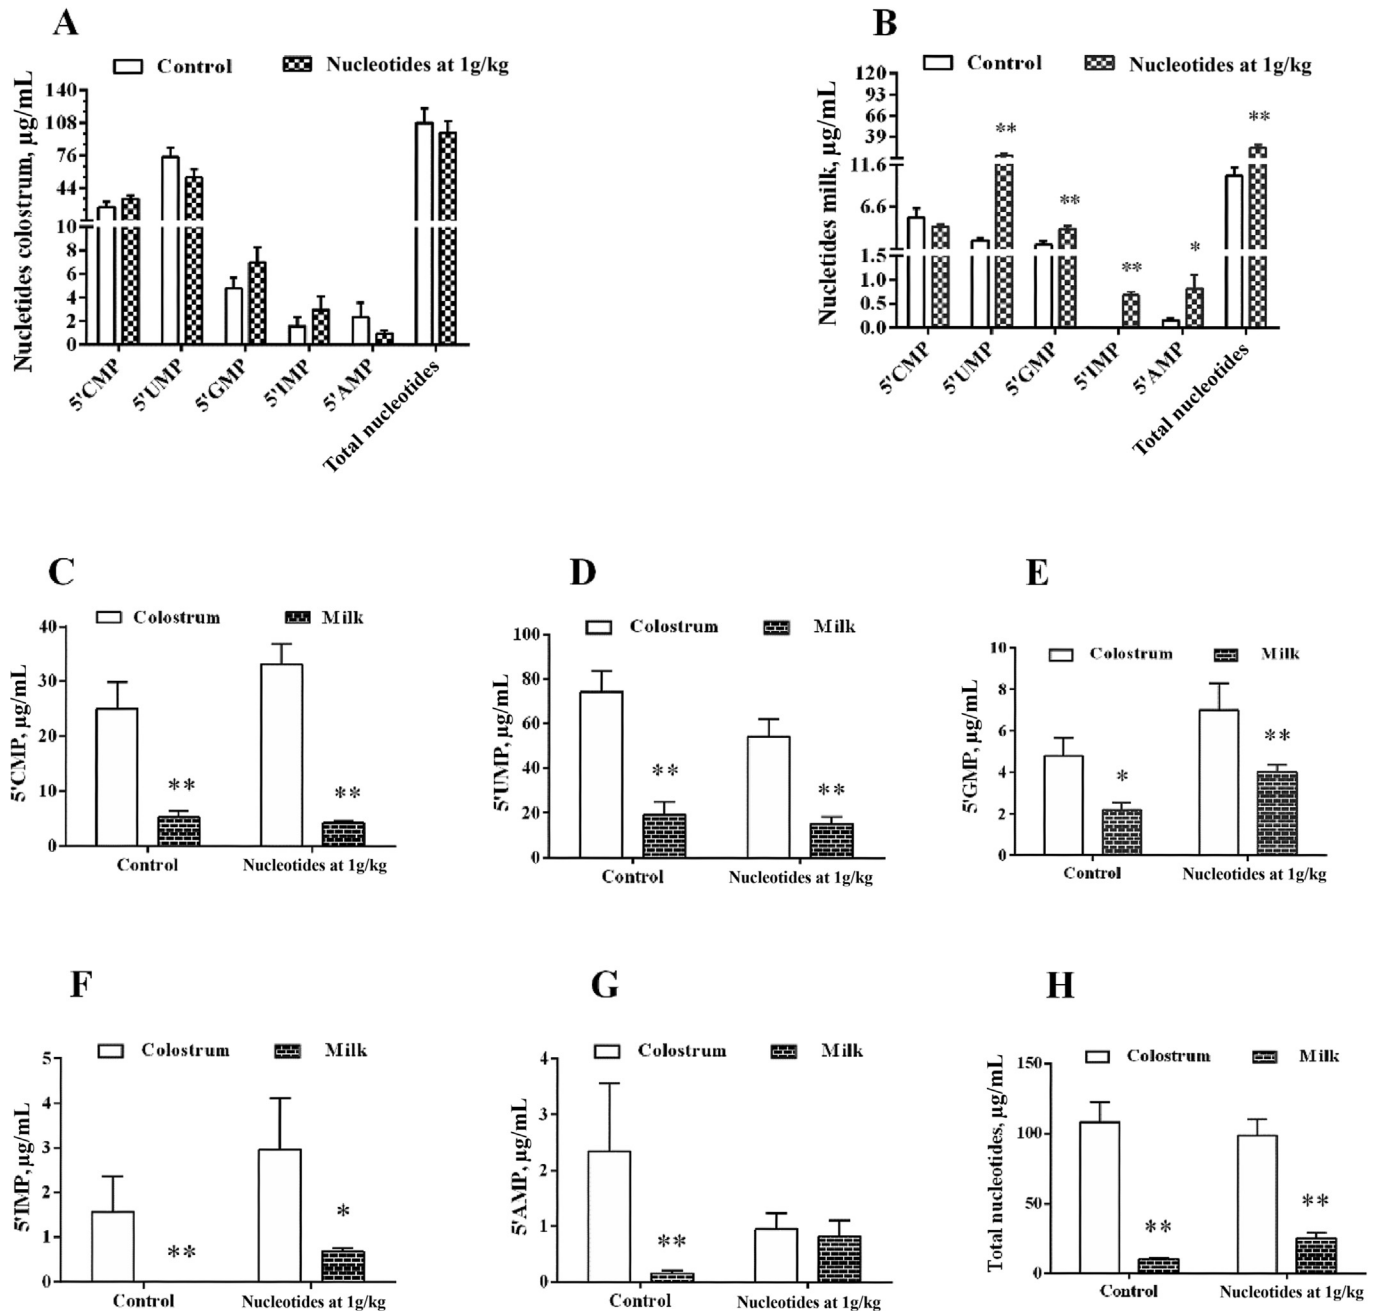 A
Control
Nucleotides at 1g/kg
Nucletides colostrum, µg/mL
140
108
76
44
10
8
6
4
2
0
5'CMP
5'UMP
5'GMP
5'IMP
5'AMP
Total nucleotides
B
Control
Nucleotides at 1g/kg
Nucletides milk, µg/mL
120
93
66
39
11.6
6.6
1.5
1.0
0.5
0.0
**
**
**
*
**
5'CMP
5'UMP
5'GMP
5'IMP
5'AMP
Total nucleotides
C
Colostrum
Milk
5'CMP, µg/mL
40
30
20
10
0
**
**
Control
Nucleotides at 1g/kg
D
Colostrum
Milk
5'UMP, µg/mL
100
80
60
40
20
0
**
**
Control
Nucleotides at 1g/kg
E
Colostrum
Milk
5'GMP, µg/mL
10
8
6
4
2
0
*
**
Control
Nucleotides at 1g/kg
F
Colostrum
Milk
5'IMP, µg/mL
5
4
3
2
1
0
**
*
Control
Nucleotides at 1g/kg
G
Colostrum
Milk
5'AMP, µg/mL
4
3
2
1
0
**
Control
Nucleotides at 1g/kg
H
Colostrum
Milk
Total nucleotides, µg/mL
150
100
50
0
**
**
Control
Nucleotides at 1g/kg